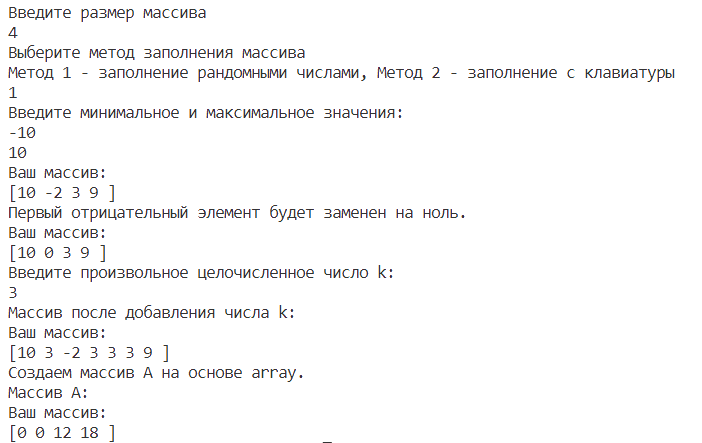 Введите размер массива
4
Выберите метод заполнения массива
Метод 1 - заполнение рандомными числами, Метод 2 - заполнение с клавиатуры
1
Введите минимальное и максимальное значения:
-10
10
Ваш массив:
[10 -2 3 9 ]
Первый отрицательный элемент будет заменен на ноль.
Ваш массив:
[10 0 3 9 ]
Введите произвольное целочисленное число k:
3
Массив после добавления числа k:
Ваш массив:
[10 3 -2 3 3 3 9 ]
Создаем массив A на основе array.
Массив A:
Ваш массив:
[0 0 12 18 ]